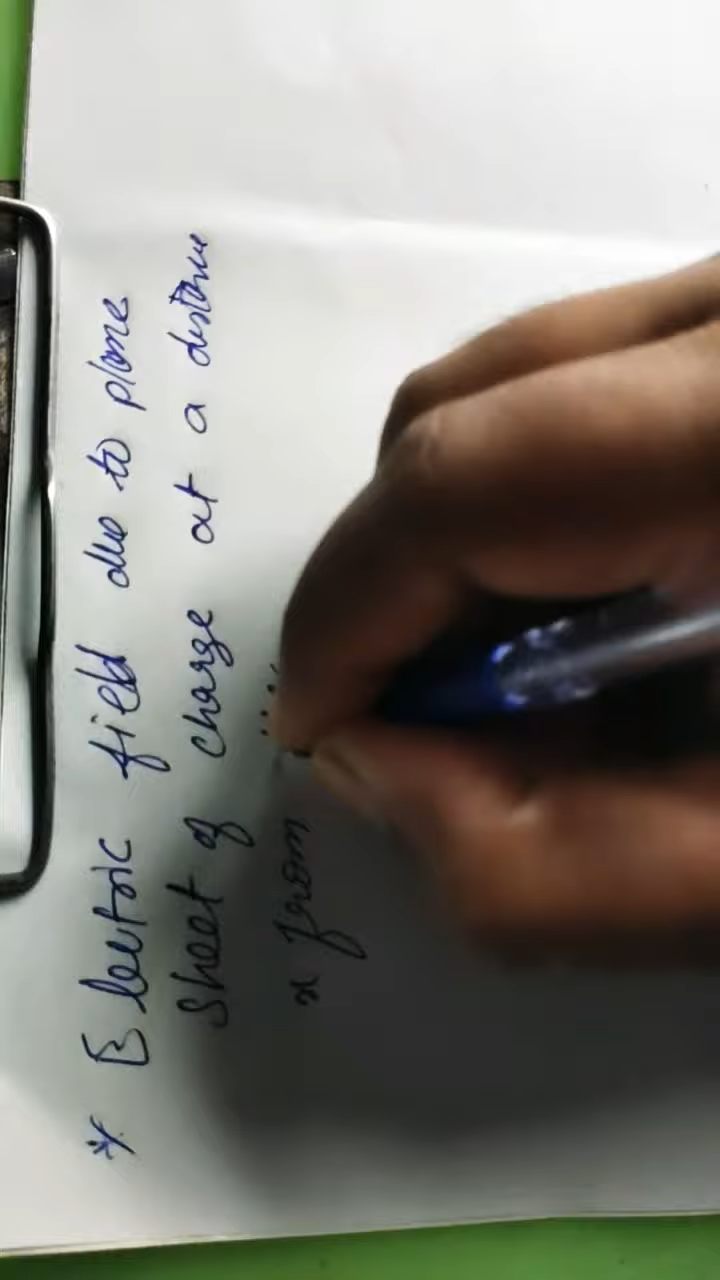 * Electric field due to plane
sheet of charge at a distance
x from